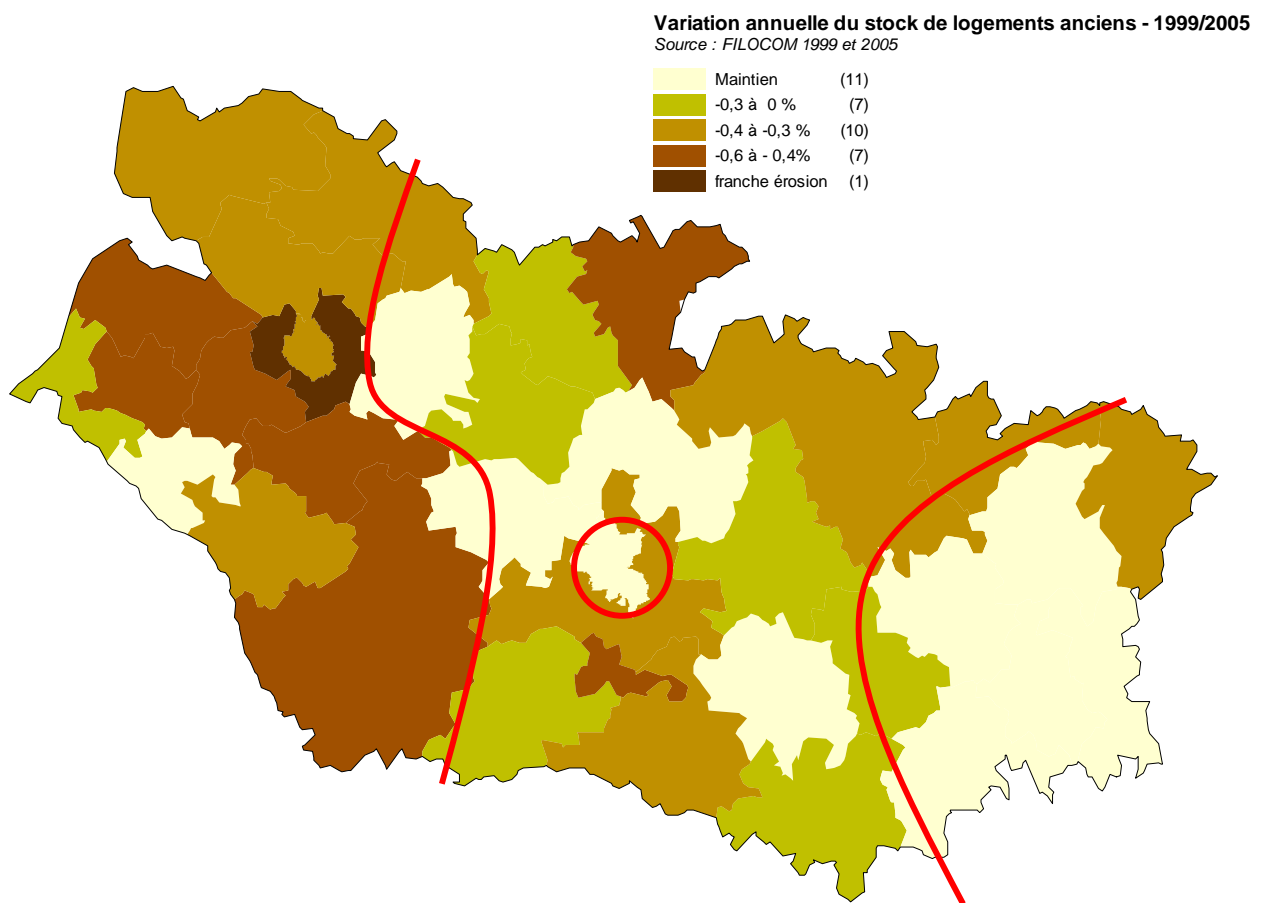 Variation annuelle du stock de logements anciens - 1999/2005
Source : FILOCOM 1999 et 2005
Maintien (11)
-0,3 à 0 % (7)
-0,4 à -0,3 % (10)
-0,6 à - 0,4% (7)
franche érosion (1)